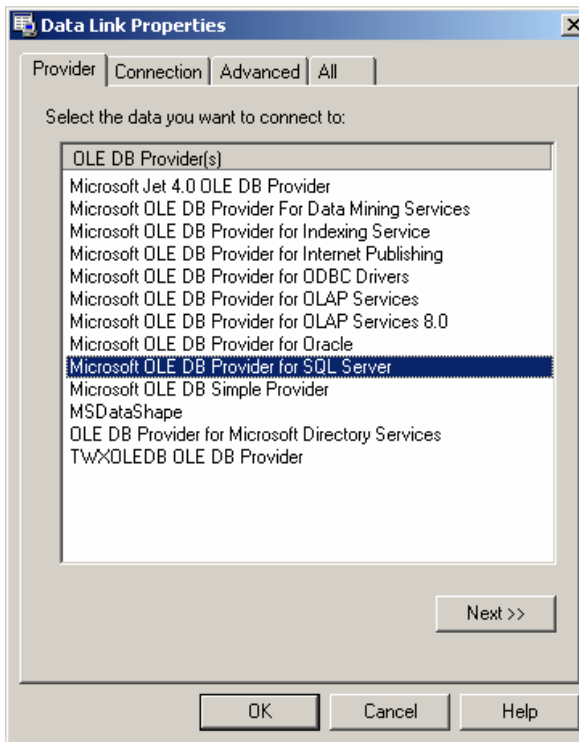 Data Link Properties
Provider Connection Advanced All
Select the data you want to connect to:
OLE DB Provider(s)
Microsoft Jet 4.0 OLE DB Provider
Microsoft OLE DB Provider For Data Mining Services
Microsoft OLE DB Provider for Indexing Service
Microsoft OLE DB Provider for Internet Publishing
Microsoft OLE DB Provider for ODBC Drivers
Microsoft OLE DB Provider for OLAP Services
Microsoft OLE DB Provider for OLAP Services 8.0
Microsoft OLE DB Provider for Oracle
Microsoft OLE DB Provider for SQL Server
Microsoft OLE DB Simple Provider
MSDataShape
OLE DB Provider for Microsoft Directory Services
TWXOLEDB OLE DB Provider
Next >>
OK Cancel Help